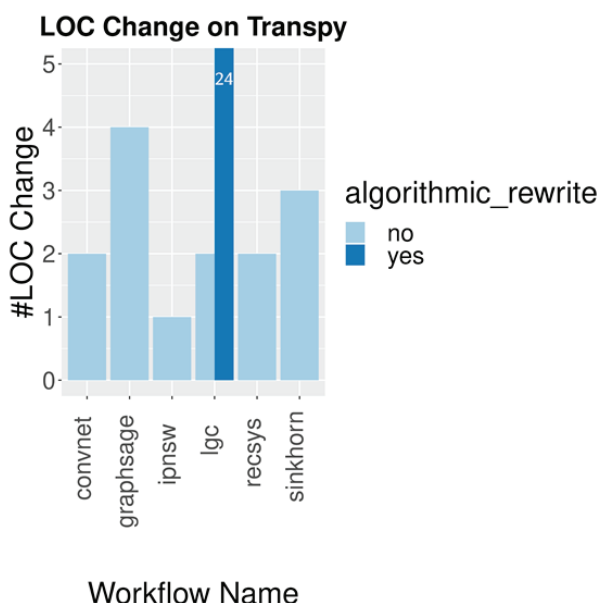 LOC Change on Transpy
#LOC Change
5
4
3
2
1
0
24
convnet
graphsage
ipnsw
lgc
recsys
sinkhorn
Workflow Name
algorithmic_rewrite
no
yes